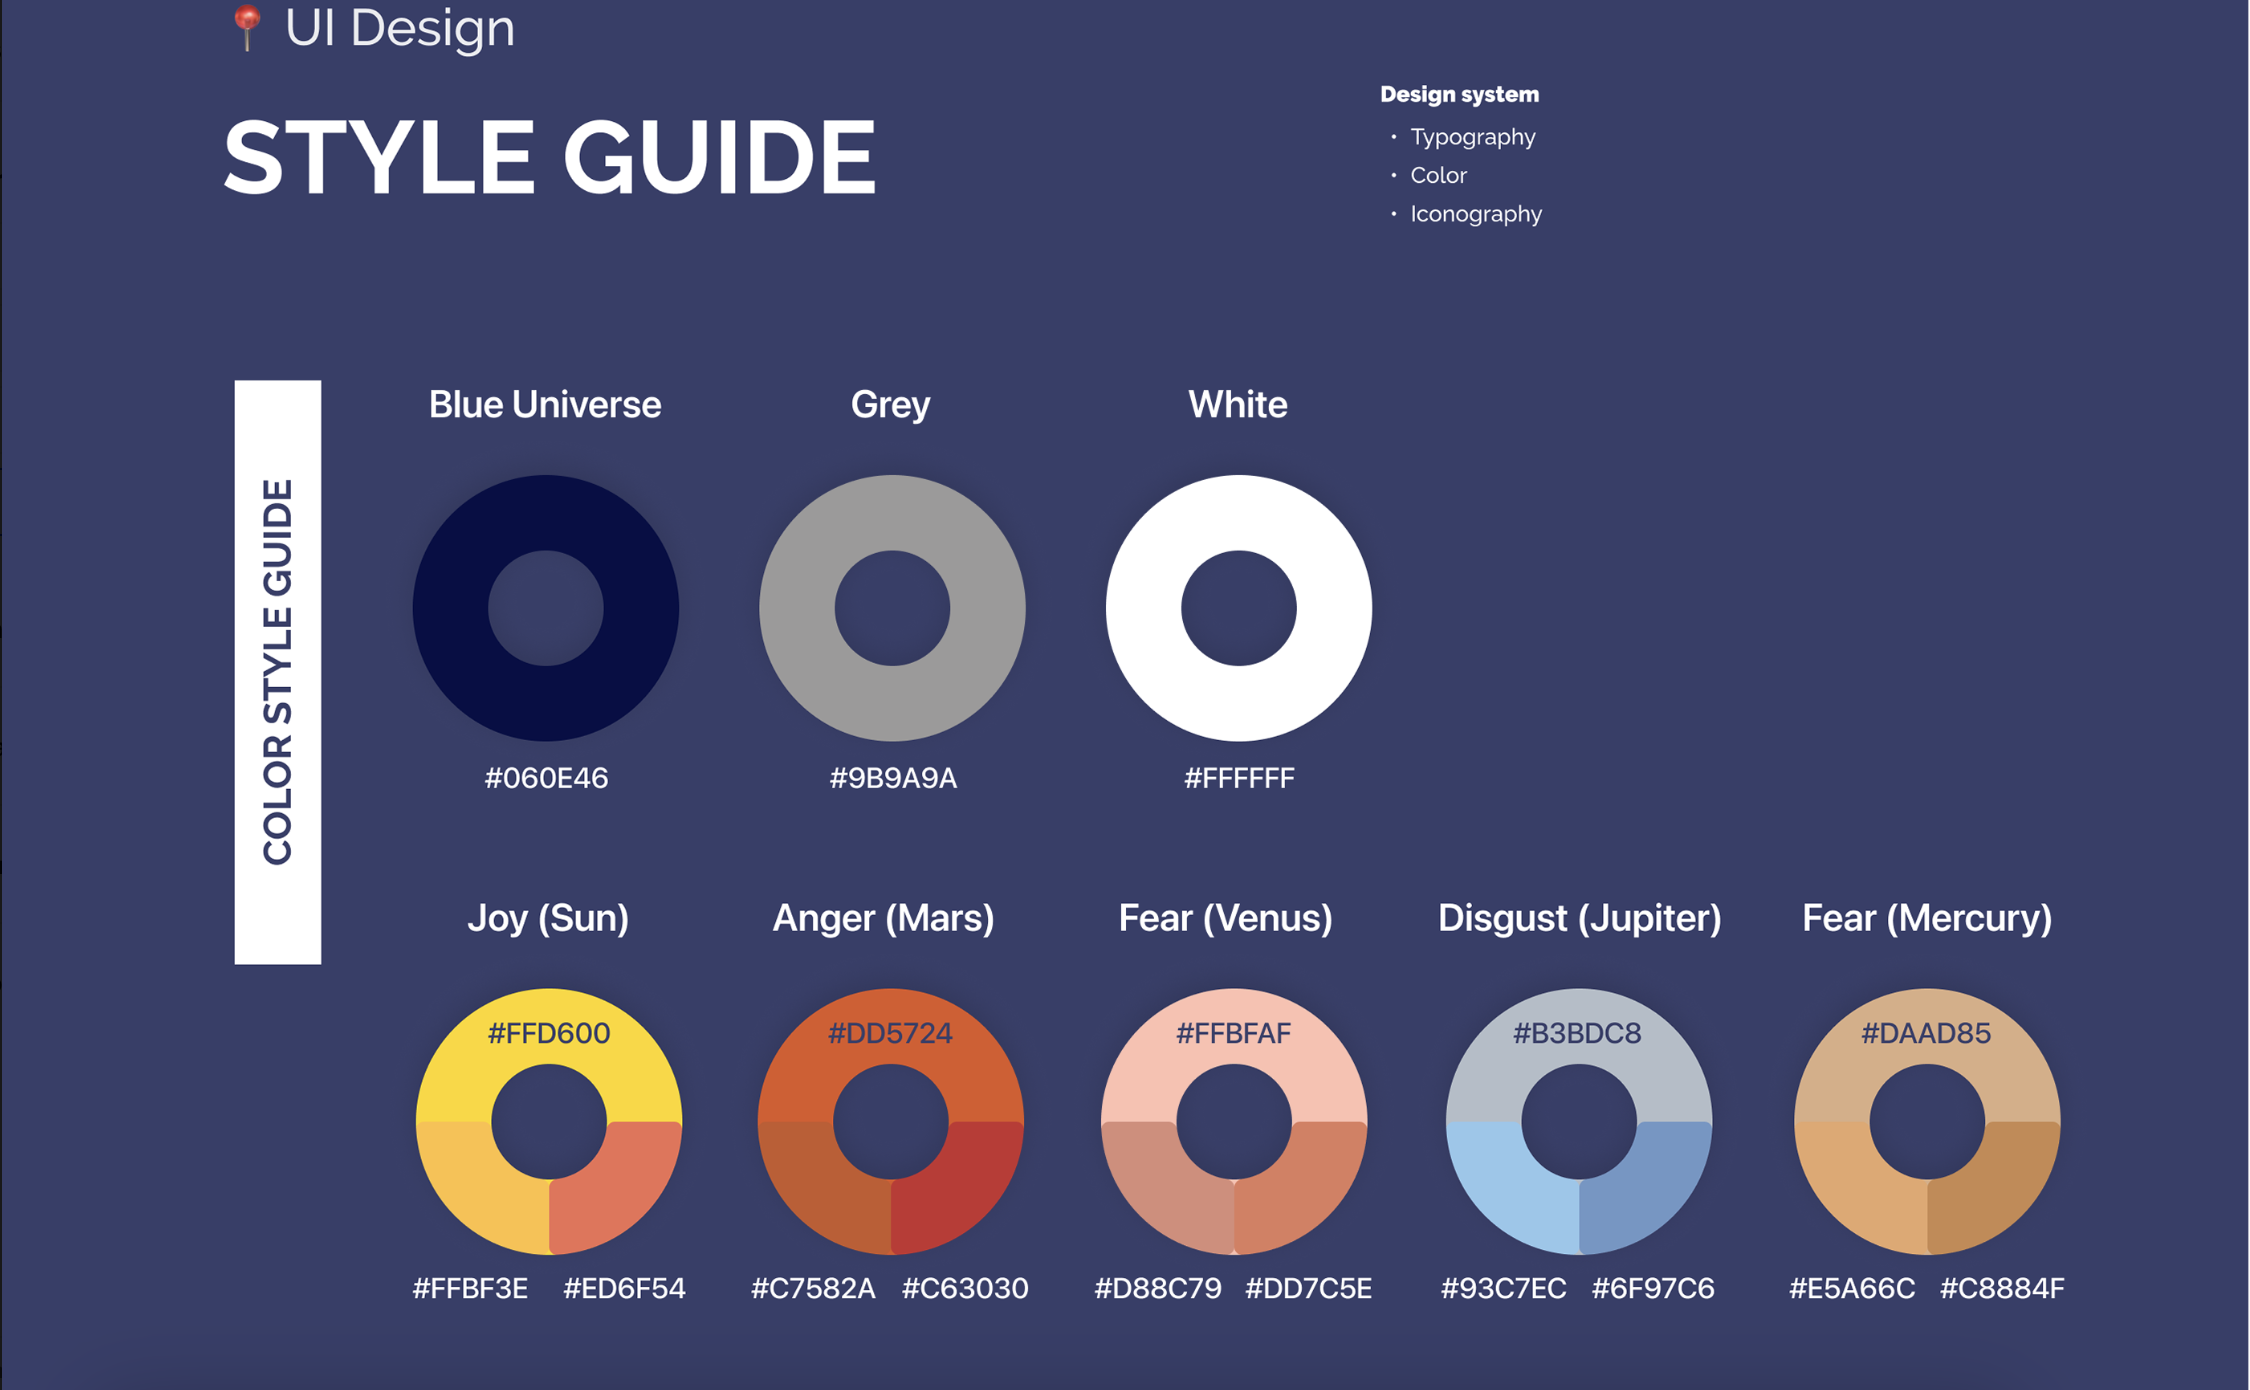 UI Design
STYLE GUIDE
Design system
• Typography
• Color
• Iconography
COLOR STYLE GUIDE
Blue Universe
Grey
White
#060E46
#9B9A9A
#FFFFFF
Joy (Sun)
Anger (Mars)
Fear (Venus)
Disgust (Jupiter)
Fear (Mercury)
#FFD600
#DD5724
#FFBFAF
#B3BDC8
#DAAD85
#FFBF3E #ED6F54
#C7582A #C63030
#D88C79 #DD7C5E
#93C7EC #6F97C6
#E5A66C #C8884F